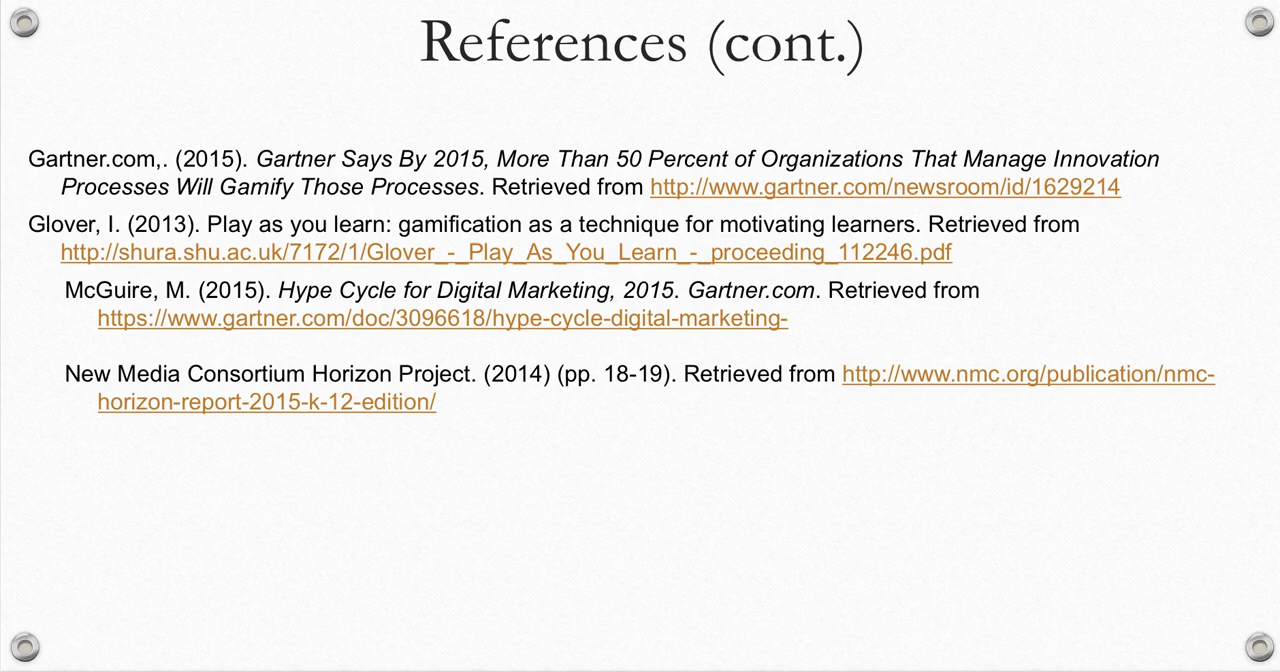 References (cont.)
Gartner.com,. (2015). Gartner Says By 2015, More Than 50 Percent of Organizations That Manage Innovation
Processes Will Gamify Those Processes. Retrieved from http://www.gartner.com/newsroom/id/1629214
Glover, I. (2013). Play as you learn: gamification as a technique for motivating learners. Retrieved from
http://shura.shu.ac.uk/7172/1/Glover_-_Play_As_You_Learn_-_proceeding_112246.pdf
McGuire, M. (2015). Hype Cycle for Digital Marketing, 2015. Gartner.com. Retrieved from
https://www.gartner.com/doc/3096618/hype-cycle-digital-marketing-
New Media Consortium Horizon Project. (2014) (pp. 18-19). Retrieved from http://www.nmc.org/publication/nmc-
horizon-report-2015-k-12-edition/